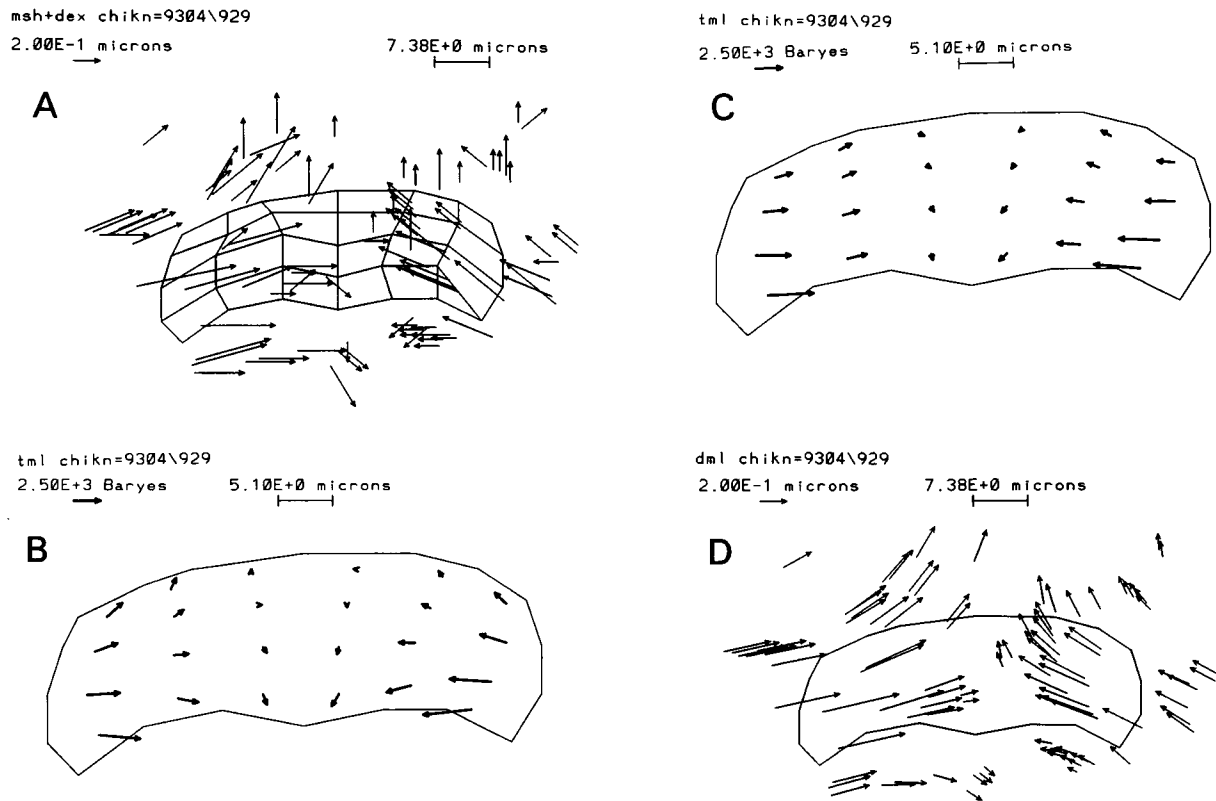 msh+dex chikn=9304\929
2.00E-1 microns 7.38E+0 microns
A
tml chikn=9304\929
2.50E+3 Baryes 5.10E+0 microns
C
tml chikn=9304\929
2.50E+3 Baryes 5.10E+0 microns
B
dml chikn=9304\929
2.00E-1 microns 7.38E+0 microns
D